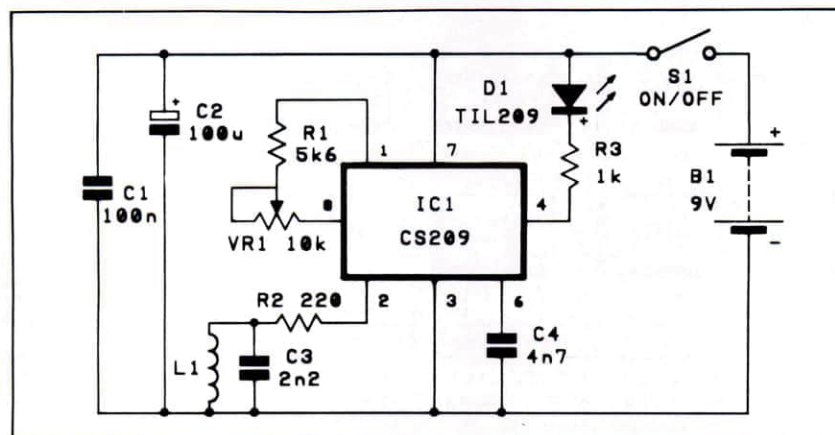 C1
100n
+
C2
100u
R1
5k6
VR1 10k
8
1
7
IC1
CS209
4
2
3
6
R2 220
L1
C3
2n2
C4
4n7
D1
TIL209
+
R3
1k
S1
ON/OFF
+
B1
9V
-